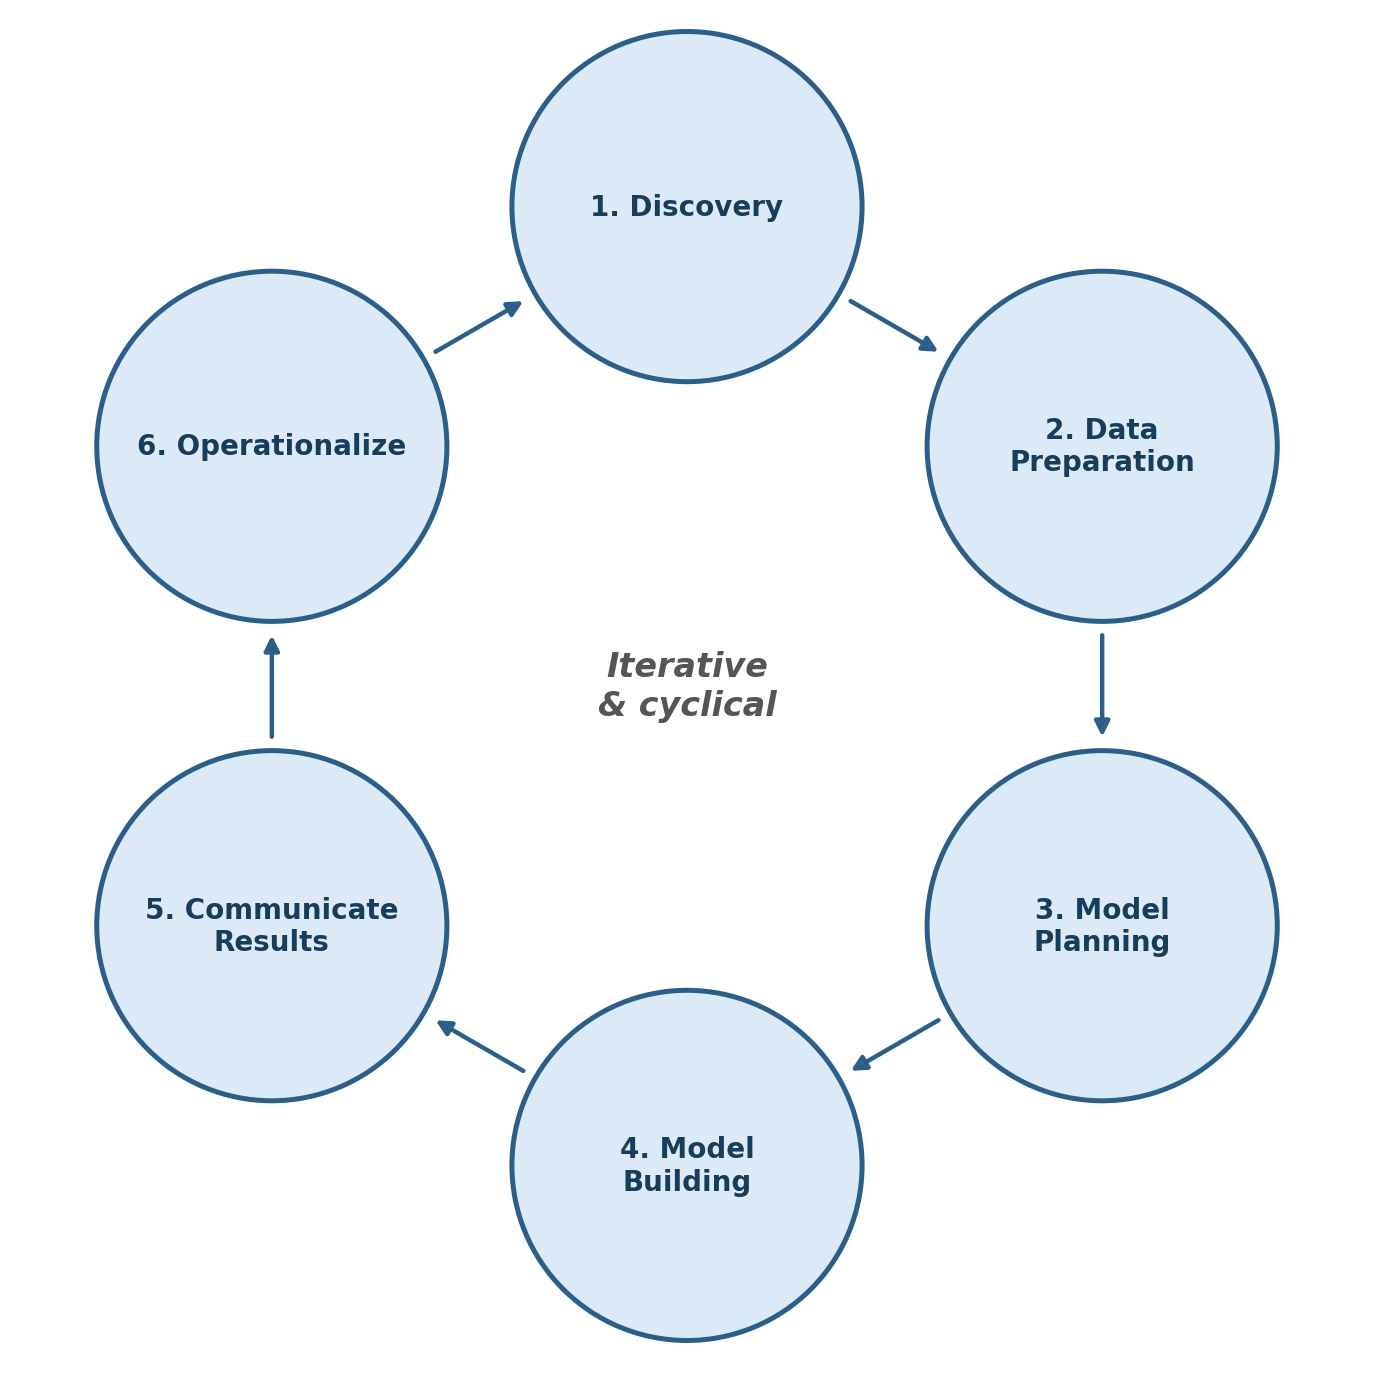 1. Discovery
2. Data
Preparation
3. Model
Planning
4. Model
Building
5. Communicate
Results
6. Operationalize
Iterative
& cyclical